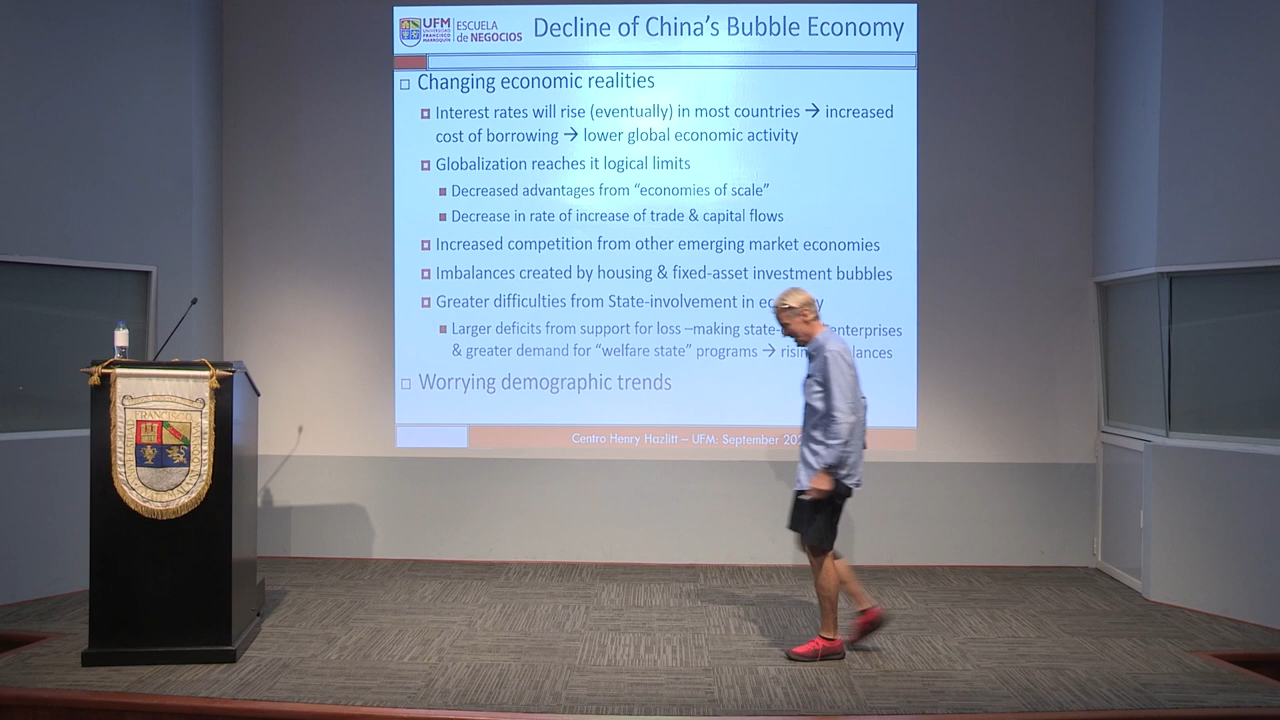 UFM
UNIVERSIDAD
FRANCISCO
MARROQUÍN
ESCUELA
de NEGOCIOS
Decline of China's Bubble Economy
Changing economic realities
Interest rates will rise (eventually) in most countries → increased
cost of borrowing → lower global economic activity
Globalization reaches it logical limits
Decreased advantages from "economies of scale"
Decrease in rate of increase of trade & capital flows
Increased competition from other emerging market economies
Imbalances created by housing & fixed-asset investment bubbles
Greater difficulties from State-involvement in
Larger deficits from support for loss –making enterprises
& greater demand for "welfare state" programs →
Worrying demographic trends
Centro Henry Hazlitt – UFM: September
FRANCISCO